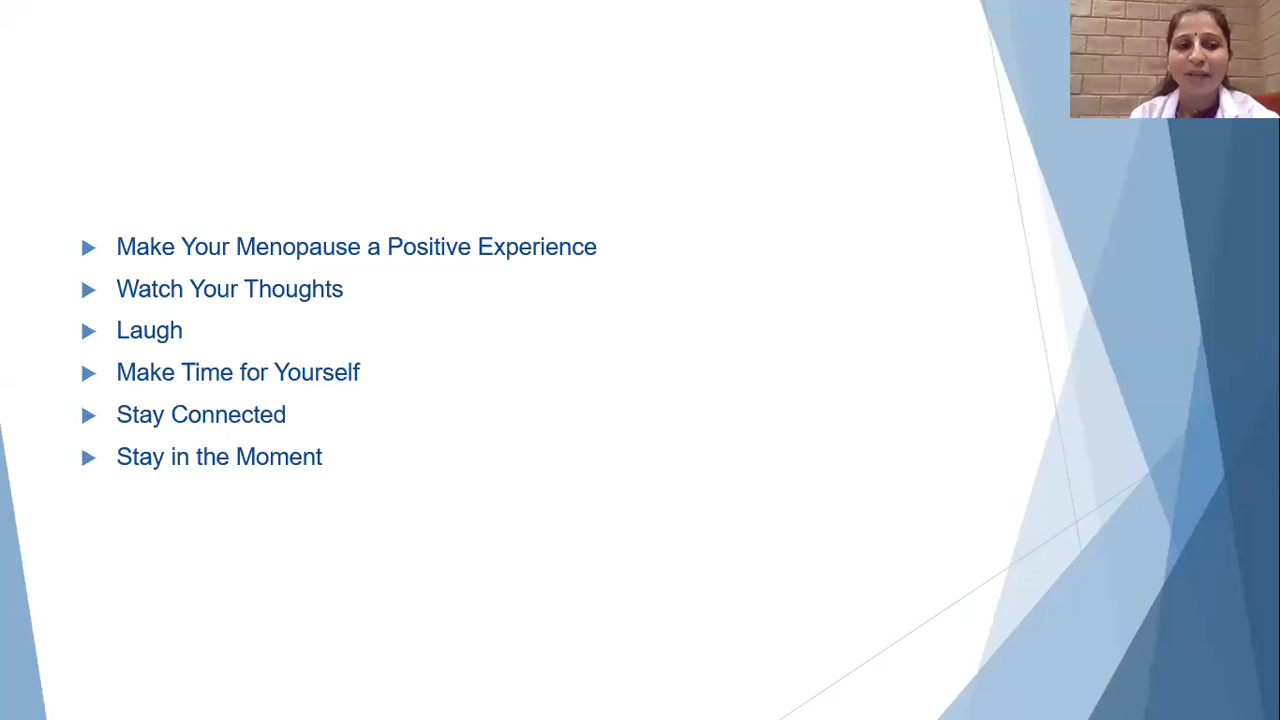 Make Your Menopause a Positive Experience
Watch Your Thoughts
Laugh
Make Time for Yourself
Stay Connected
Stay in the Moment